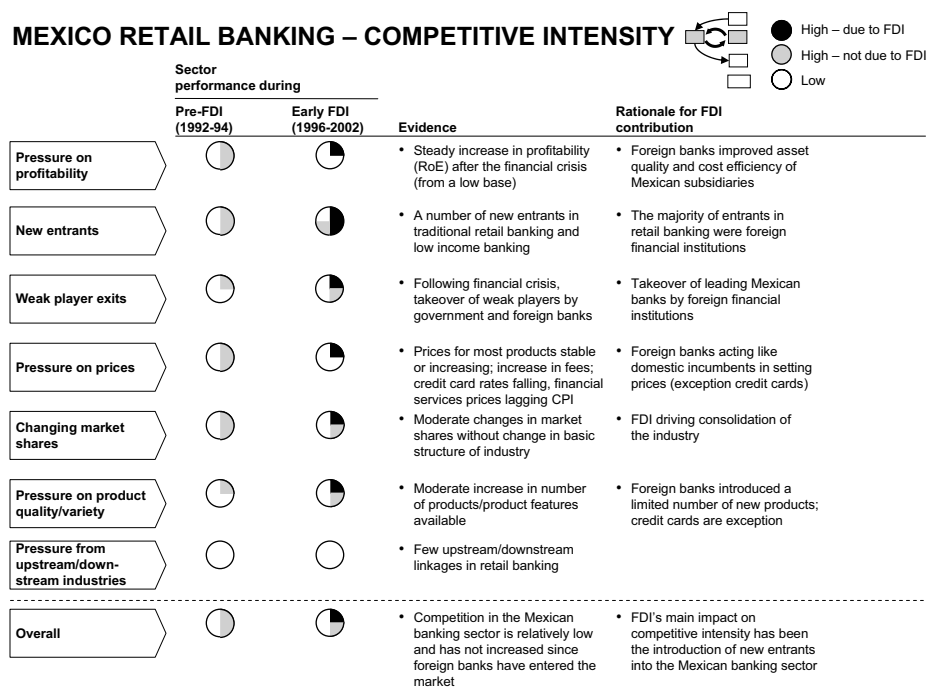 MEXICO RETAIL BANKING – COMPETITIVE INTENSITY
High – due to FDI
High – not due to FDI
Low
Sector
performance during
Pre-FDI
(1992-94)
Early FDI
(1996-2002)
Evidence
Rationale for FDI
contribution
Pressure on
profitability
• Steady increase in profitability
(RoE) after the financial crisis
(from a low base)
• Foreign banks improved asset
quality and cost efficiency of
Mexican subsidiaries
New entrants
• A number of new entrants in
traditional retail banking and
low income banking
• The majority of entrants in
retail banking were foreign
financial institutions
Weak player exits
• Following financial crisis,
takeover of weak players by
government and foreign banks
• Takeover of leading Mexican
banks by foreign financial
institutions
Pressure on prices
• Prices for most products stable
or increasing; increase in fees;
credit card rates falling, financial
services prices lagging CPI
• Foreign banks acting like
domestic incumbents in setting
prices (exception credit cards)
Changing market
shares
• Moderate changes in market
shares without change in basic
structure of industry
• FDI driving consolidation of
the industry
Pressure on product
quality/variety
• Moderate increase in number
of products/product features
available
• Foreign banks introduced a
limited number of new products;
credit cards are exception
Pressure from
upstream/down-
stream industries
• Few upstream/downstream
linkages in retail banking
Overall
• Competition in the Mexican
banking sector is relatively low
and has not increased since
foreign banks have entered the
market
• FDI's main impact on
competitive intensity has been
the introduction of new entrants
into the Mexican banking sector